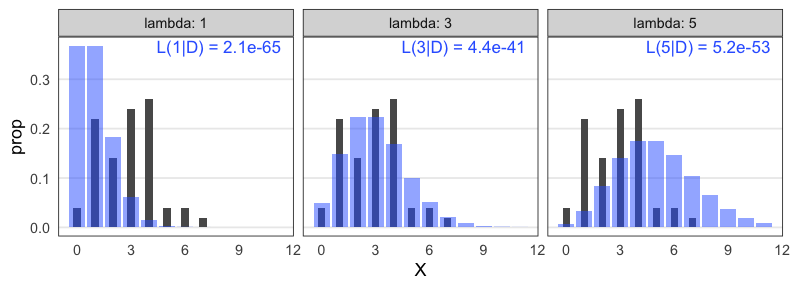 lambda: 1
lambda: 3
lambda: 5
L(1|D) = 2.1e-65
L(3|D) = 4.4e-41
L(5|D) = 5.2e-53
prop
0.3
0.2
0.1
0.0
0 3 6 9 12
0 3 6 9 12
0 3 6 9 12
X